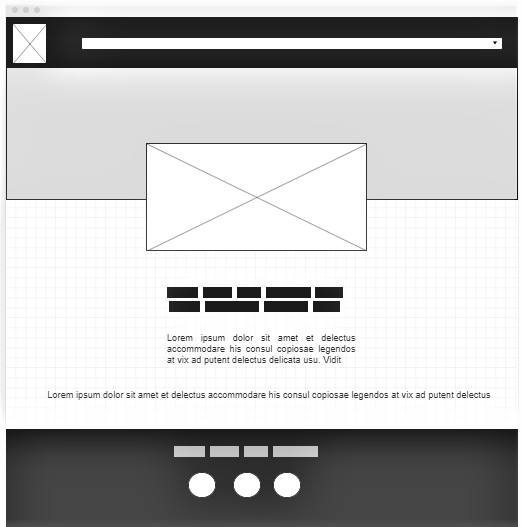 Lorem ipsum dolor sit amet et delectus
accommodare his consul copiosae legendos
at vix ad putent delectus delicata usu. Vidit
Lorem ipsum dolor sit amet et delectus accommodare his consul copiosae legendos at vix ad putent delectus